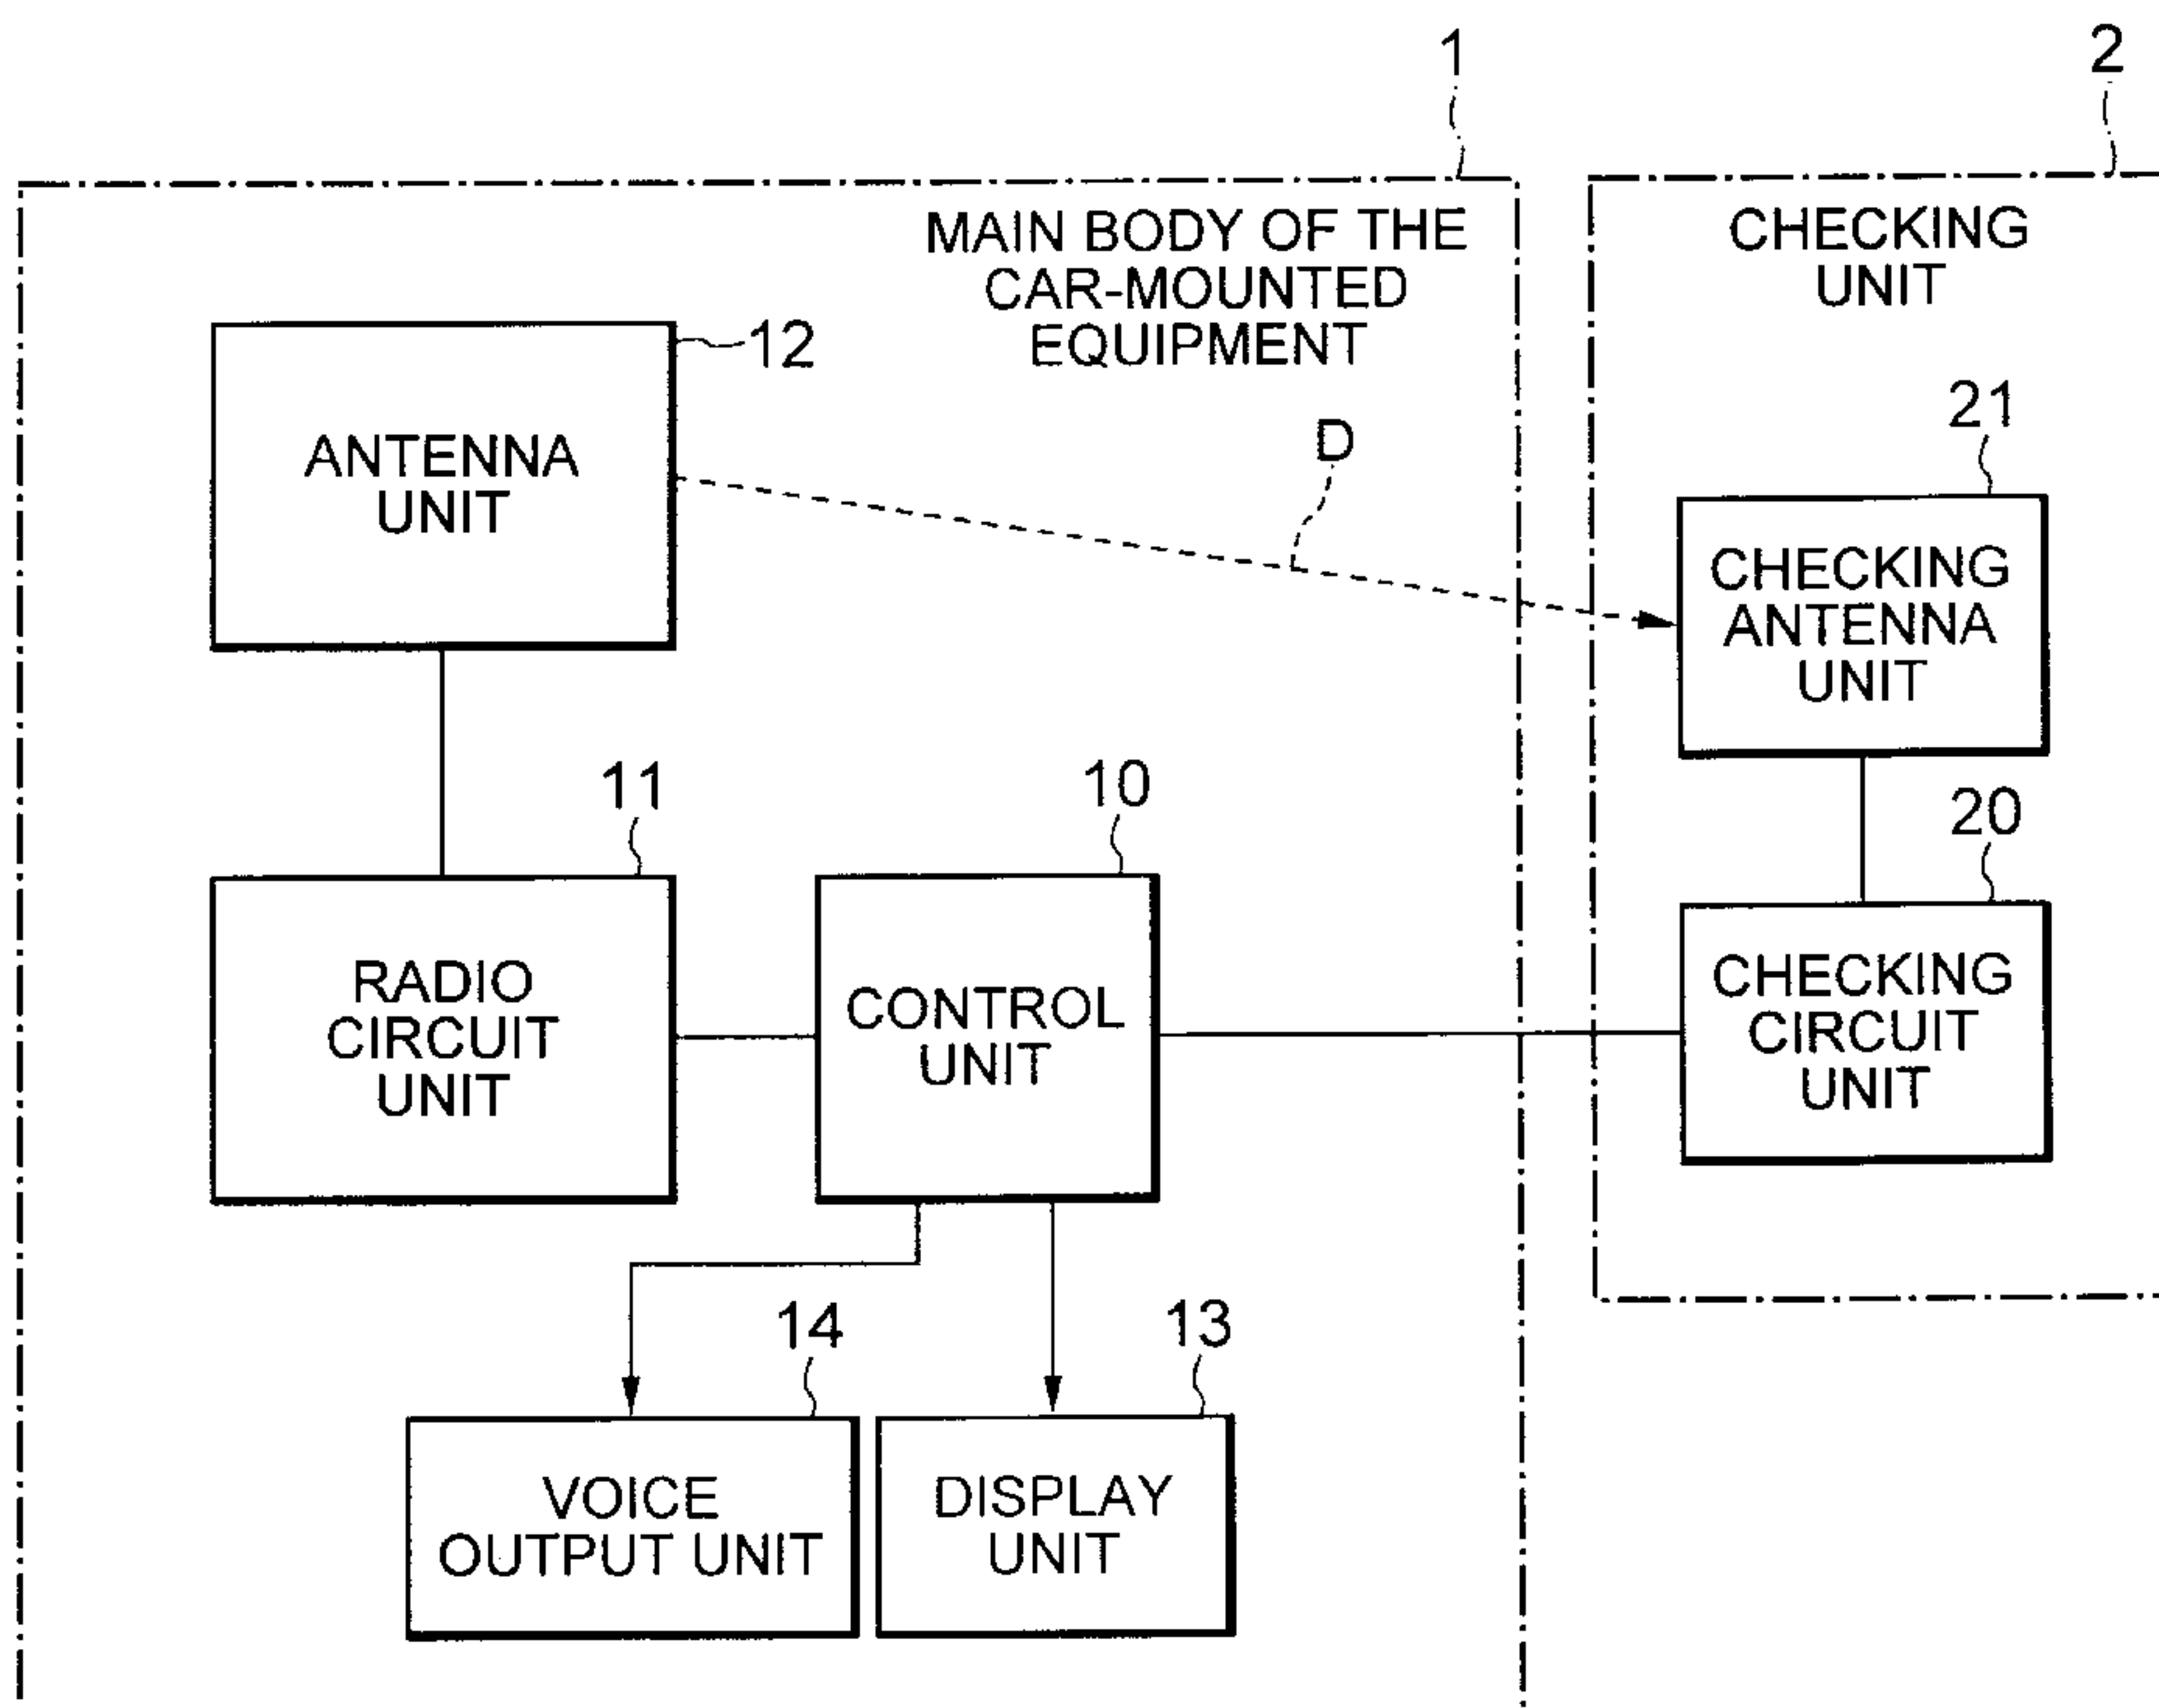 1
2
MAIN BODY OF THE
CAR-MOUNTED
EQUIPMENT
CHECKING
UNIT
12
ANTENNA
UNIT
D
21
CHECKING
ANTENNA
UNIT
11
10
20
RADIO
CIRCUIT
UNIT
CONTROL
UNIT
CHECKING
CIRCUIT
UNIT
14
13
VOICE
OUTPUT UNIT
DISPLAY
UNIT